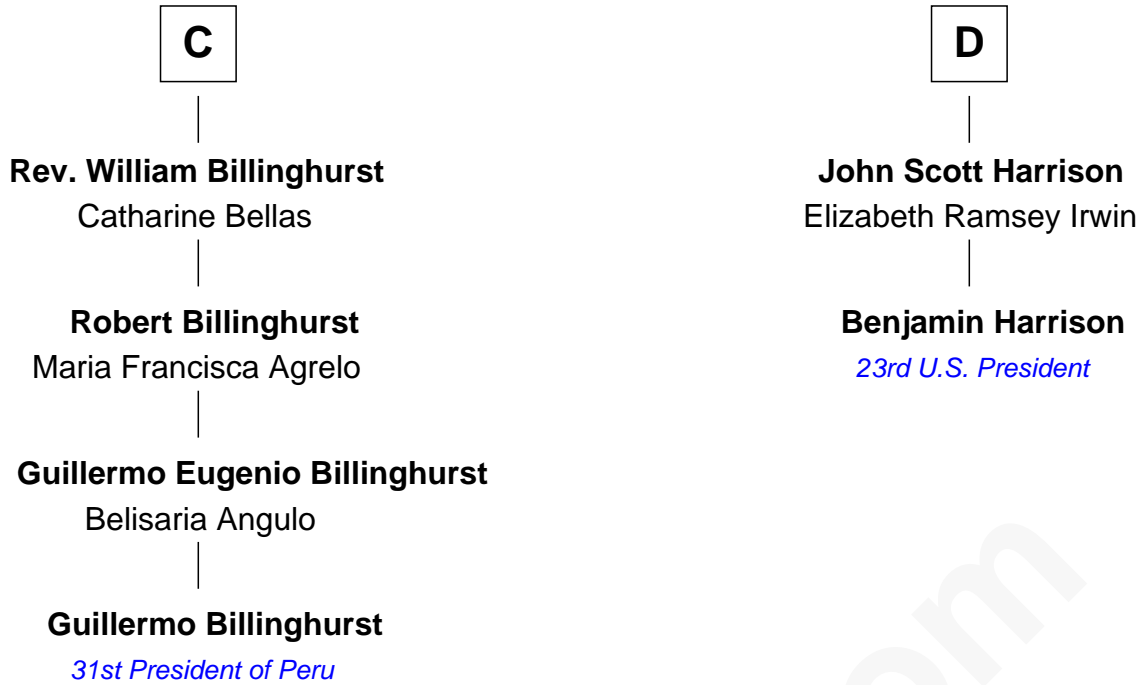 C
Rev. William Billinghurst
Catharine Bellas
Robert Billinghurst
Maria Francisca Agrelo
Guillermo Eugenio Billinghurst
Belisaria Angulo
Guillermo Billinghurst
31st President of Peru
D
John Scott Harrison
Elizabeth Ramsey Irwin
Benjamin Harrison
23rd U.S. President
om